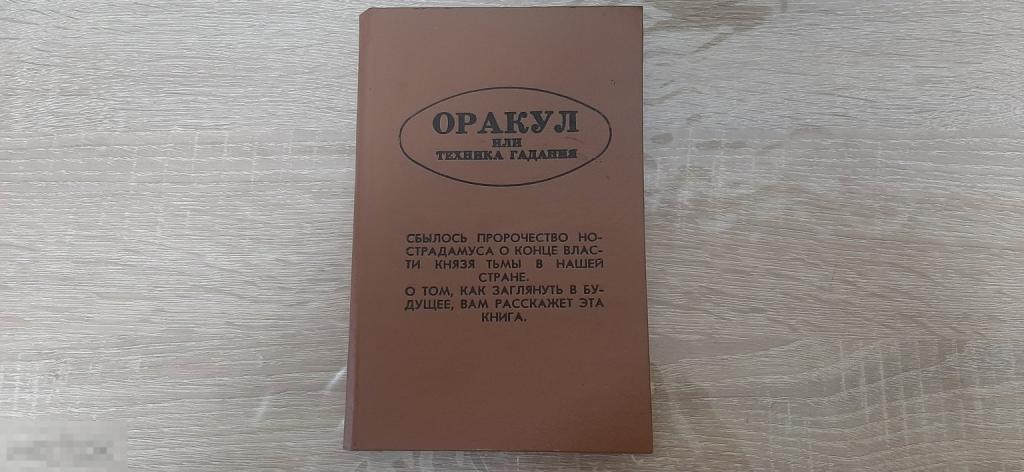 ОРАКУЛ
ИЛИ
ТЕХНИКА ГАДАНИЯ
СБЫЛОСЬ ПРОРОЧЕСТВО НО-
СТРАДАМУСА О КОНЦЕ ВЛАС-
ТИ КНЯЗЯ ТЬМЫ В НАШЕЙ
СТРАНЕ.
О ТОМ, КАК ЗАГЛЯНУТЬ В БУ-
ДУЩЕЕ, ВАМ РАССКАЖЕТ ЭТА
КНИГА.